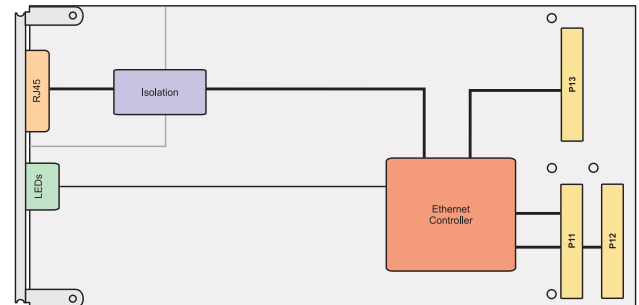 RJ45
Isolation
P13
LEDs
Ethernet
Controller
P11
P12